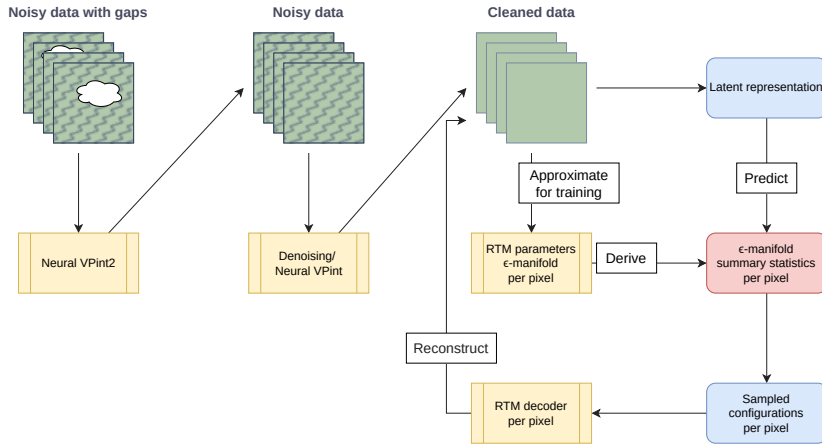 Noisy data with gaps
Noisy data
Cleaned data
Latent representation
Approximate
for training
Predict
Neural VPint2
Denoising/
Neural VPint
RTM parameters
ϵ-manifold
per pixel
Derive
ϵ-manifold
summary statistics
per pixel
Reconstruct
RTM decoder
per pixel
Sampled
configurations
per pixel